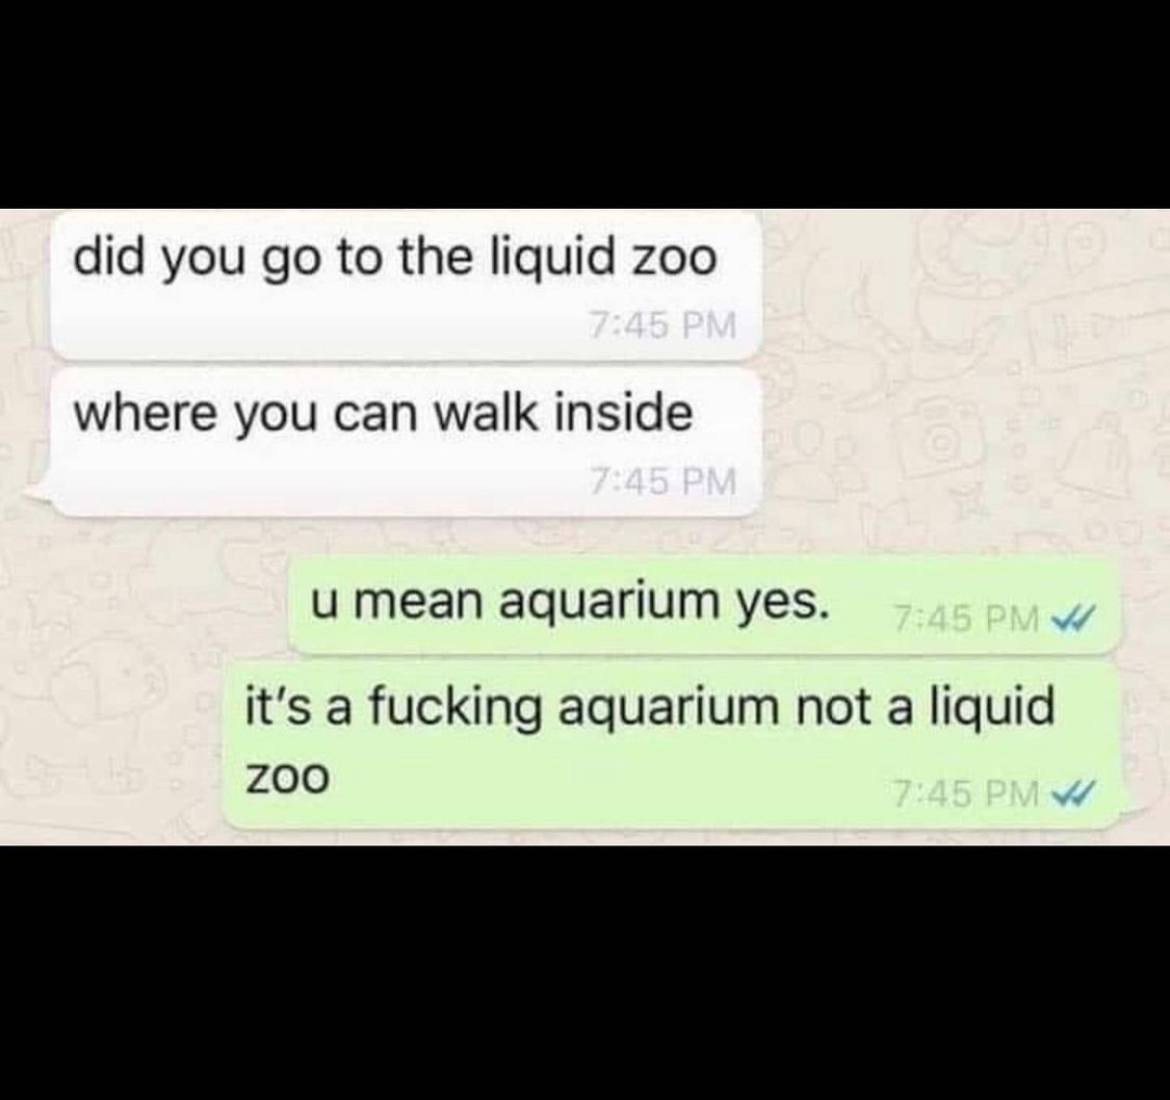 did you go to the liquid zoo
7:45 PM
where you can walk inside
7:45 PM
u mean aquarium yes.
7:45 PM
it's a fucking aquarium not a liquid
zoo
7:45 PM